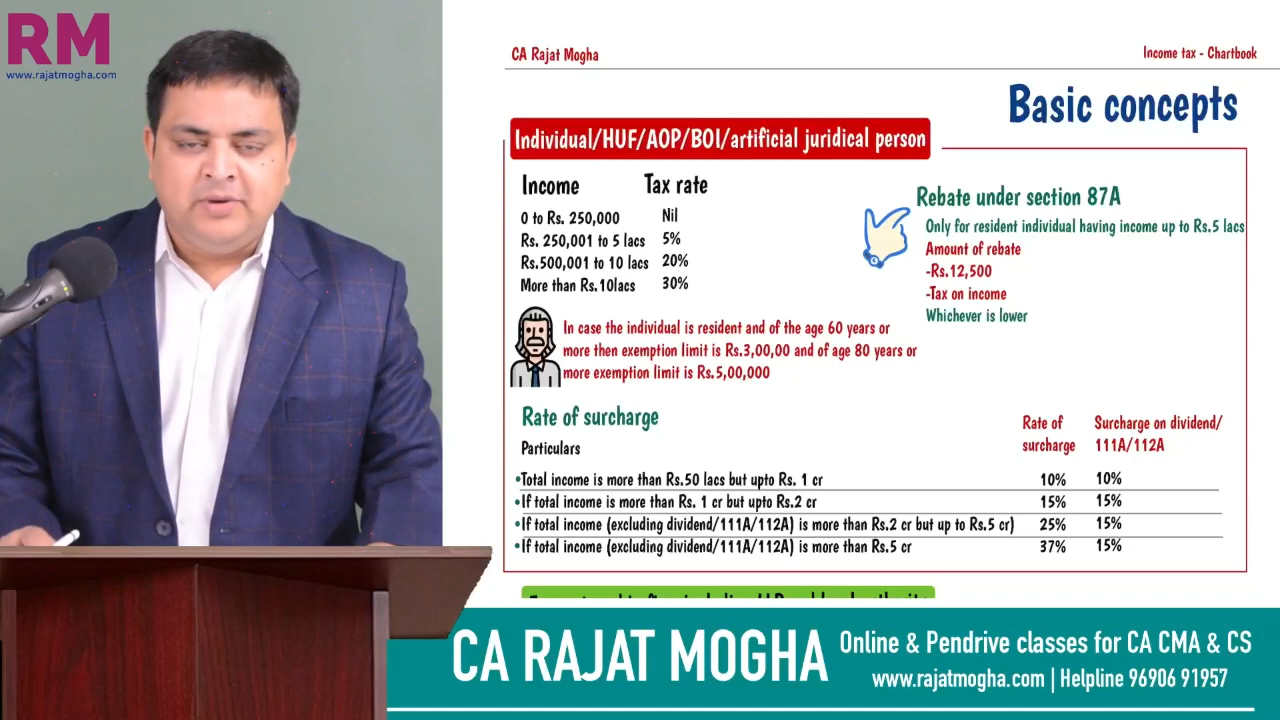 RM
www.rajatmogha.com
CA Rajat Mogha
Income tax - Chartbook
Basic concepts
Individual/HUF/AOP/BOI/artificial juridical person
Income Tax rate
0 to Rs. 250,000 Nil
Rs. 250,001 to 5 lacs 5%
Rs.500,001 to 10 lacs 20%
More than Rs.10lacs 30%
Rebate under section 87A
Only for resident individual having income up to Rs.5 lacs
Amount of rebate
-Rs.12,500
-Tax on income
Whichever is lower
In case the individual is resident and of the age 60 years or
more then exemption limit is Rs.3,00,00 and of age 80 years or
more exemption limit is Rs.5,00,000
Rate of surcharge
Particulars
Rate of
surcharge
Surcharge on dividend/
111A/112A
•Total income is more than Rs.50 lacs but upto Rs. 1 cr 10% 10%
•If total income is more than Rs. 1 cr but upto Rs.2 cr 15% 15%
•If total income (excluding dividend/111A/112A) is more than Rs.2 cr but up to Rs.5 cr) 25% 15%
•If total income (excluding dividend/111A/112A) is more than Rs.5 cr 37% 15%
CA RAJAT MOGHA
Online & Pendrive classes for CA CMA & CS
www.rajatmogha.com | Helpline 96906 91957